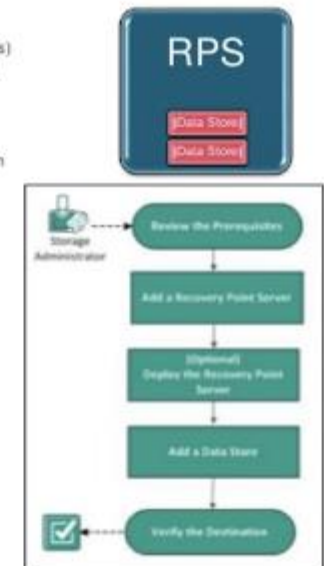 s)
RPS
[Data Store]
[Data Store]
n
Storage
Administrator
Review the Prerequisites
Add a Recovery Point Server
(Optional)
Deploy the Recovery Point
Server
Add a Data Store
Verify the Destination